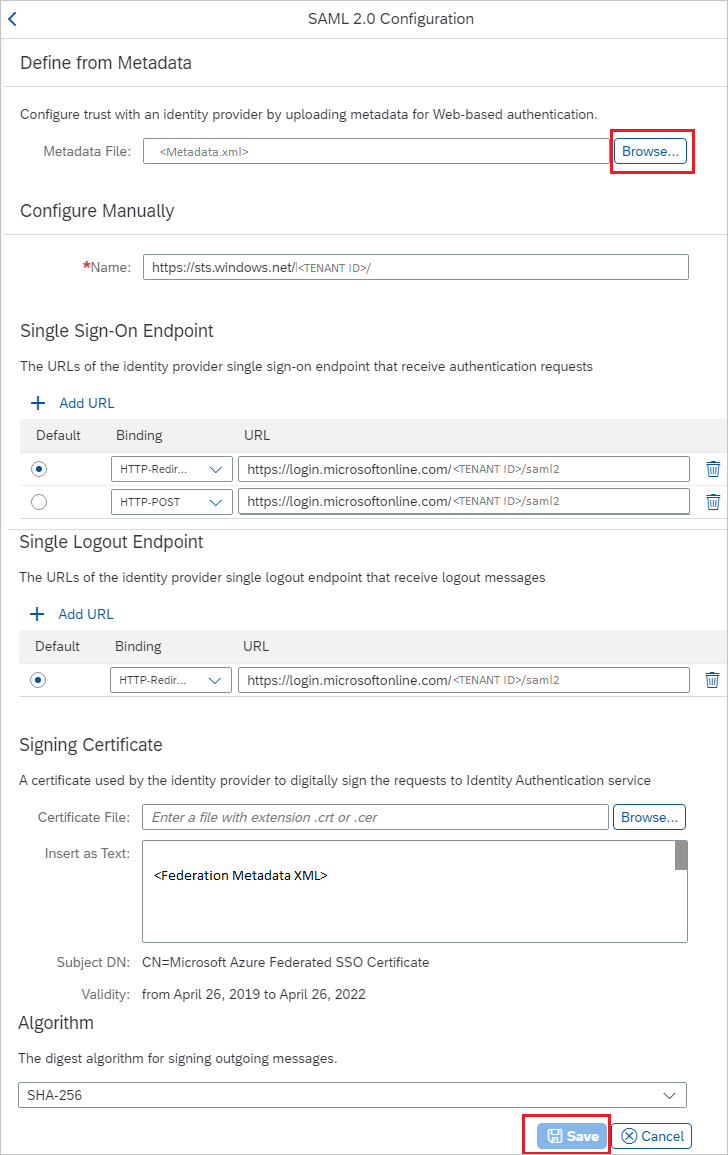 SAML 2.0 Configuration
Define from Metadata
Configure trust with an identity provider by uploading metadata for Web-based authentication.
Metadata File: <Metadata.xml> Browse...
Configure Manually
*Name: https://sts.windows.net/<TENANT ID>/
Single Sign-On Endpoint
The URLs of the identity provider single sign-on endpoint that receive authentication requests
+ Add URL
Default Binding URL
HTTP-Redir... https://login.microsoftonline.com/<TENANT ID>/saml2
HTTP-POST https://login.microsoftonline.com/<TENANT ID>/saml2
Single Logout Endpoint
The URLs of the identity provider single logout endpoint that receive logout messages
+ Add URL
Default Binding URL
HTTP-Redir... https://login.microsoftonline.com/<TENANT ID>/saml2
Signing Certificate
A certificate used by the identity provider to digitally sign the requests to Identity Authentication service
Certificate File: Enter a file with extension .crt or .cer Browse...
Insert as Text:
<Federation Metadata XML>
Subject DN: CN=Microsoft Azure Federated SSO Certificate
Validity: from April 26, 2019 to April 26, 2022
Algorithm
The digest algorithm for signing outgoing messages.
SHA-256
Save Cancel